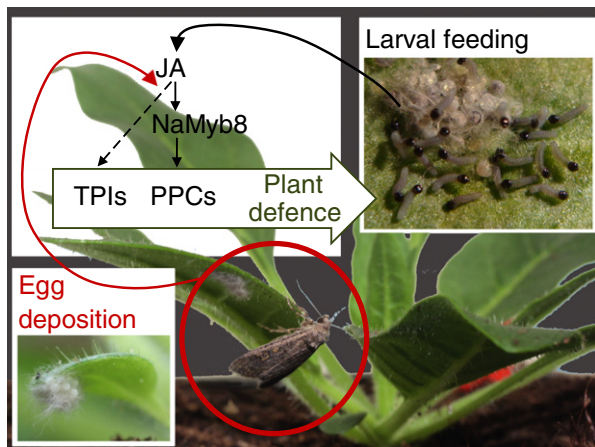 Larval feeding
JA
NaMyb8
TPIs PPCs
Plant
defence
Egg
deposition